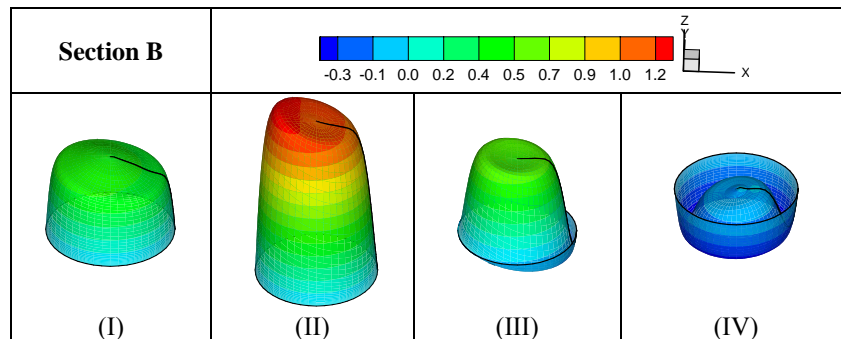 Section B
-0.3 -0.1 0.0 0.2 0.4 0.5 0.7 0.9 1.0 1.2
Z
Y
X
(I) (II) (III) (IV)